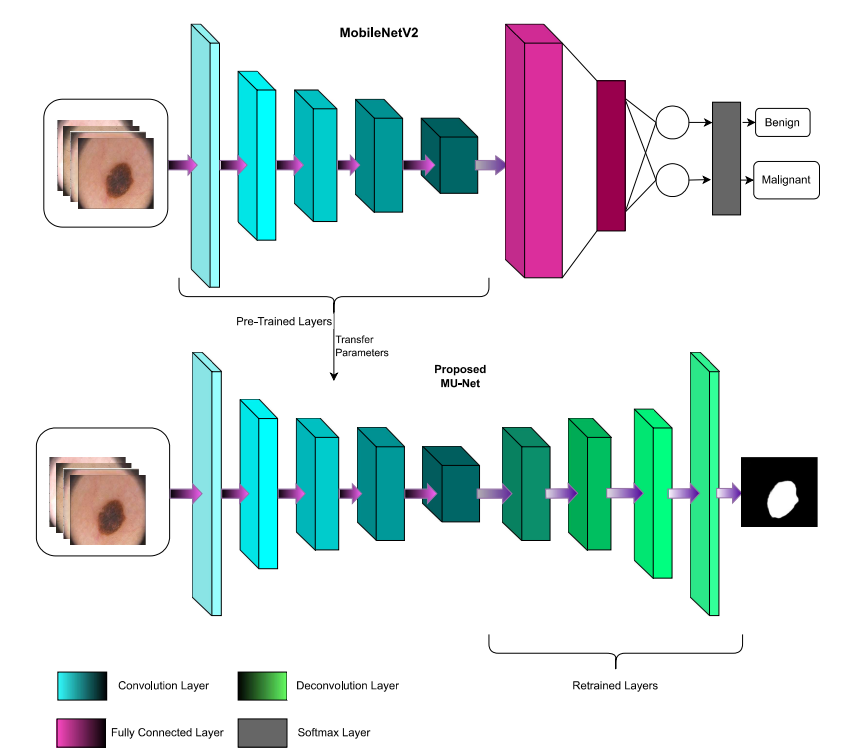 MobileNetV2
Benign
Malignant
Pre-Trained Layers
Transfer
Parameters
Proposed
MU-Net
Retrained Layers
Convolution Layer
Deconvolution Layer
Fully Connected Layer
Softmax Layer